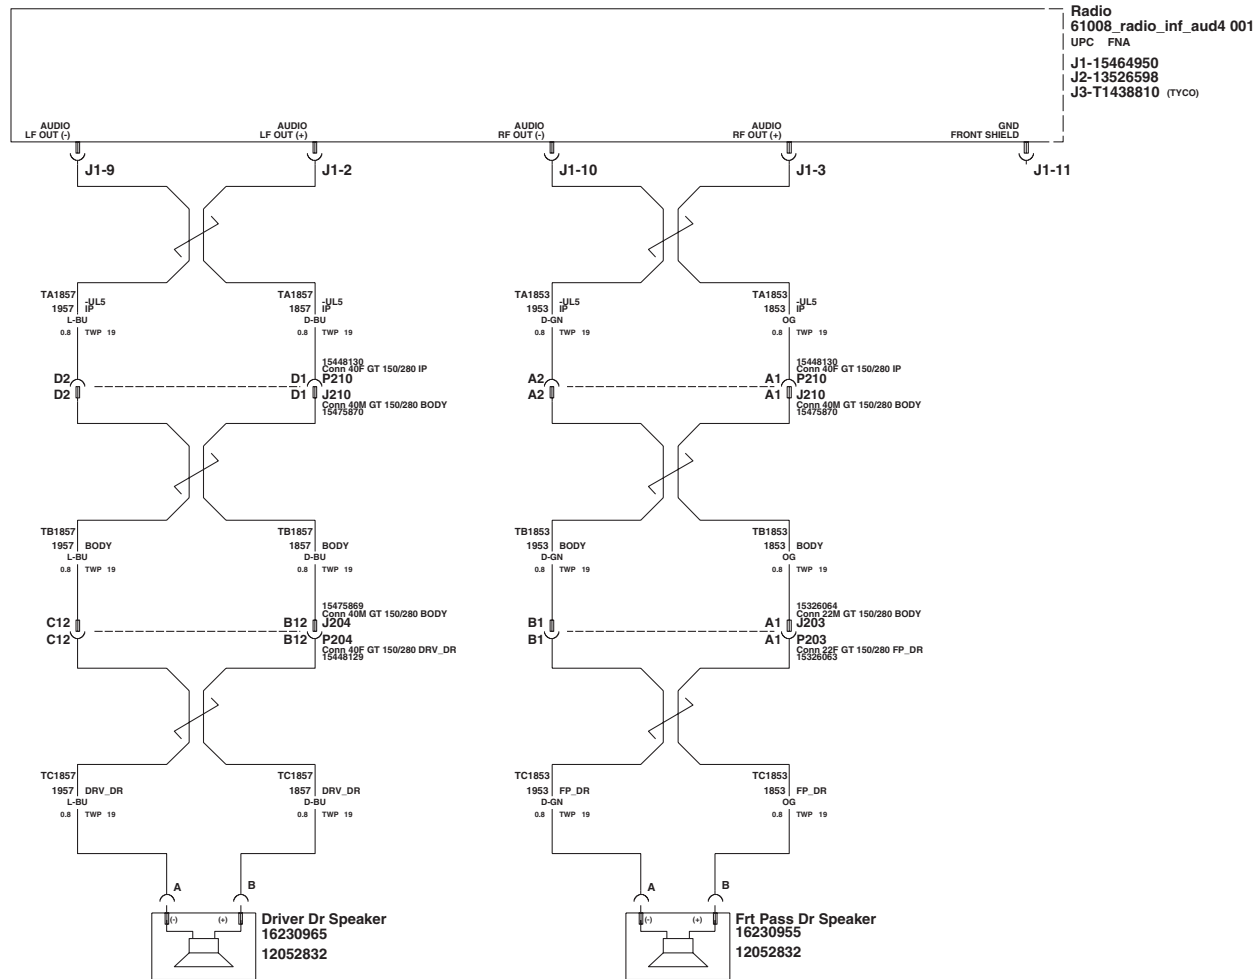 Radio
61008_radio_inf_aud4 001
UPC FNA
J1-15464950
J2-13526598
J3-T1438810 (TYCO)
AUDIO
LF OUT (-)
AUDIO
LF OUT (+)
AUDIO
RF OUT (-)
AUDIO
RF OUT (+)
GND
FRONT SHIELD
J1-9
J1-2
J1-10
J1-3
J1-11
TA1857
1957
-UL5
IP
L-BU
0.8 TWP 19
TA1857
1857
-UL5
IP
D-BU
0.8 TWP 19
TA1853
1953
-UL5
IP
D-GN
0.8 TWP 19
TA1853
1853
-UL5
IP
OG
0.8 TWP 19
D2
D2
15448130
Conn 40F GT 150/280 IP
D1 P210
D1 J210
Conn 40M GT 150/280 BODY
15475870
A2
A2
15448130
Conn 40F GT 150/280 IP
A1 P210
A1 J210
Conn 40M GT 150/280 BODY
15475870
TB1857
1957 BODY
L-BU
0.8 TWP 19
TB1857
1857 BODY
D-BU
0.8 TWP 19
TB1853
1953 BODY
D-GN
0.8 TWP 19
TB1853
1853 BODY
OG
0.8 TWP 19
C12
C12
15475869
Conn 40M GT 150/280 BODY
B12 J204
B12 P204
Conn 40F GT 150/280 DRV_DR
15448129
B1
B1
15326064
Conn 22M GT 150/280 BODY
A1 J203
A1 P203
Conn 22F GT 150/280 FP_DR
15326063
TC1857
1957 DRV_DR
L-BU
0.8 TWP 19
TC1857
1857 DRV_DR
D-BU
0.8 TWP 19
TC1853
1953 FP_DR
D-GN
0.8 TWP 19
TC1853
1853 FP_DR
OG
0.8 TWP 19
A
B
(-) (+)
Driver Dr Speaker
16230965
12052832
A
B
(-) (+)
Frt Pass Dr Speaker
16230955
12052832